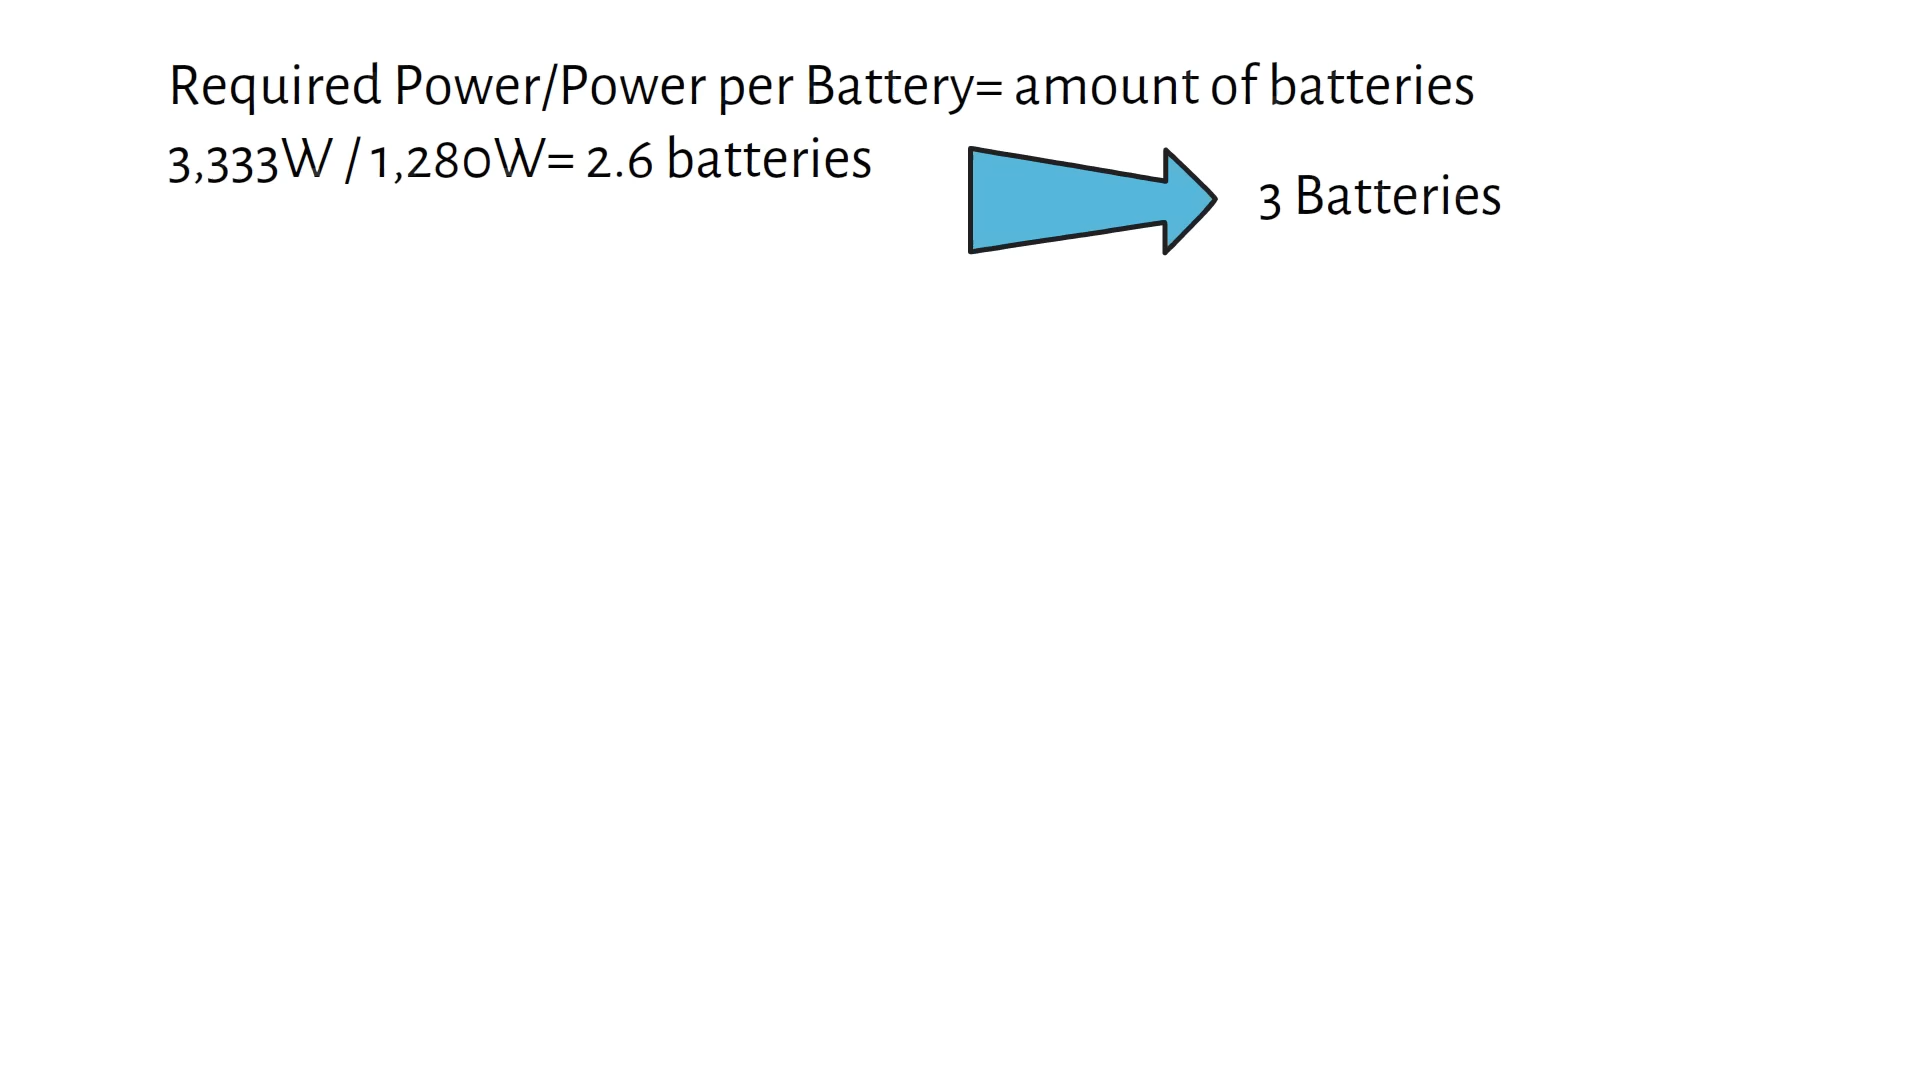 Required Power/Power per Battery= amount of batteries
3,333W / 1,280W= 2.6 batteries
3 Batteries